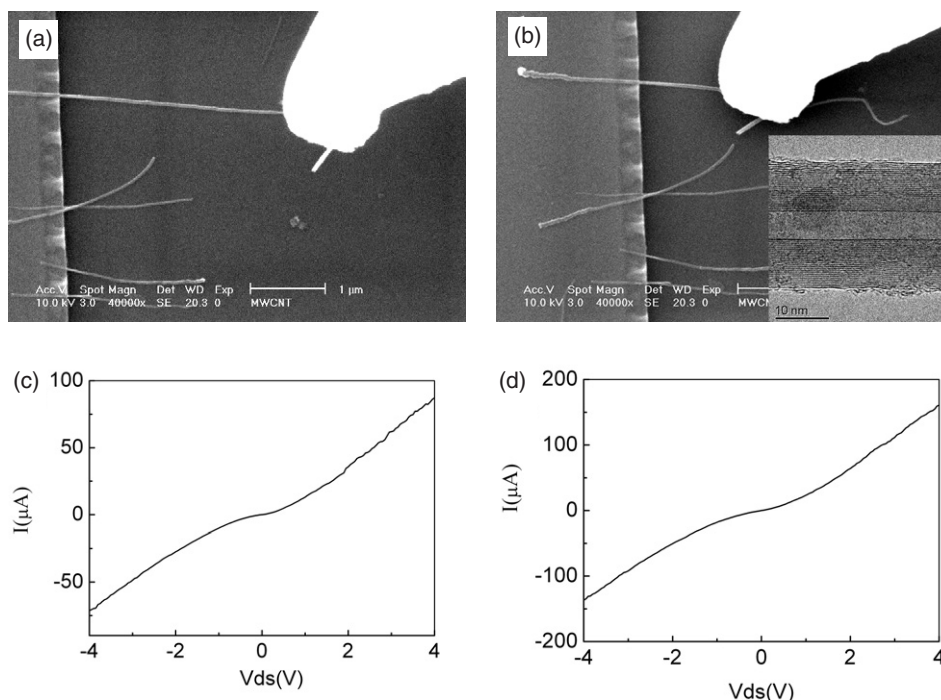 (a)
Acc.V Spot Magn Det WD Exp
10.0 kV 3.0 40000x SE 20.3 0 MWCNT 1 μm
(b)
Acc.V Spot Magn Det WD Exp
10.0 kV 3.0 40000x SE 20.3 0 MWCNT
10 nm
(c)
100
50
0
-50
I(μA)
-4 -2 0 2 4
Vds(V)
(d)
200
100
0
-100
-200
I(μA)
-4 -2 0 2 4
Vds(V)